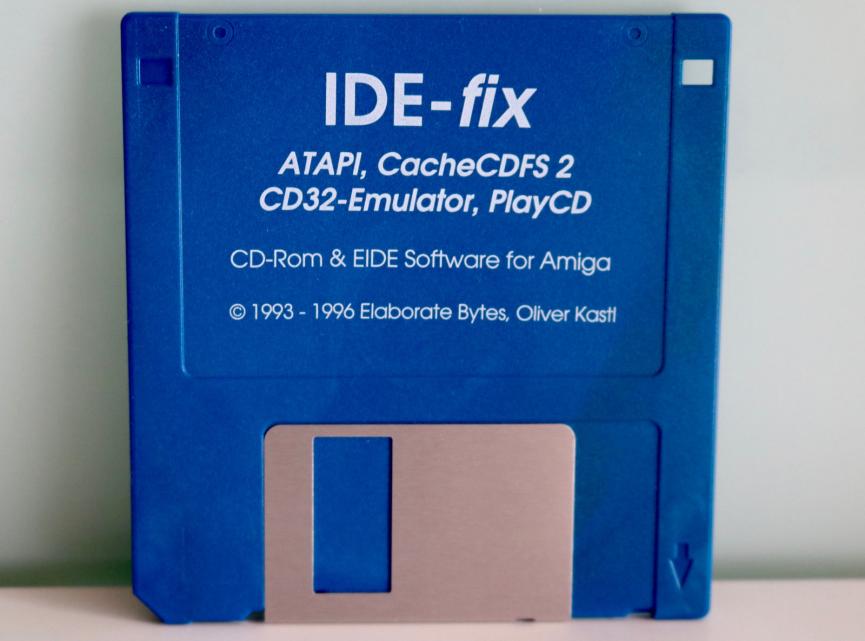 IDE-fix
ATAPI, CacheCDFS 2
CD32-Emulator, PlayCD
CD-Rom & EIDE Software for Amiga
© 1993 - 1996 Elaborate Bytes, Oliver Kastl